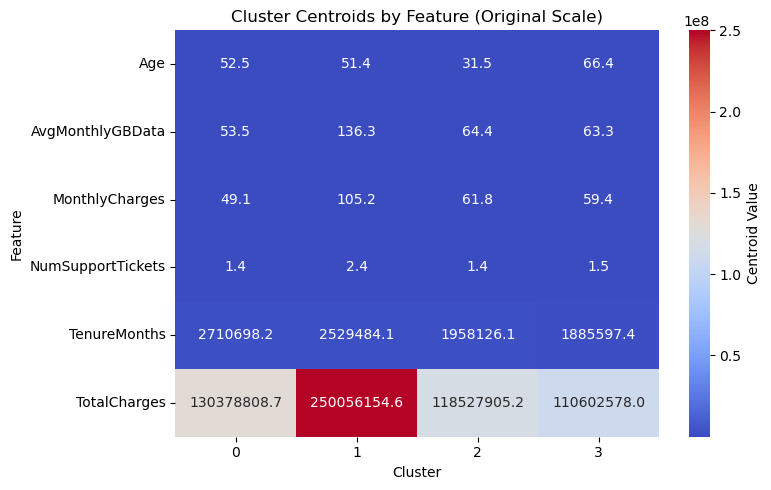 Cluster Centroids by Feature (Original Scale)
1e8
Age 52.5 51.4 31.5 66.4
AvgMonthlyGBData 53.5 136.3 64.4 63.3
MonthlyCharges 49.1 105.2 61.8 59.4
NumSupportTickets 1.4 2.4 1.4 1.5
TenureMonths 2710698.2 2529484.1 1958126.1 1885597.4
TotalCharges 130378808.7 250056154.6 118527905.2 110602578.0
0 1 2 3
Cluster
Feature
2.5
2.0
1.5
1.0
0.5
Centroid Value